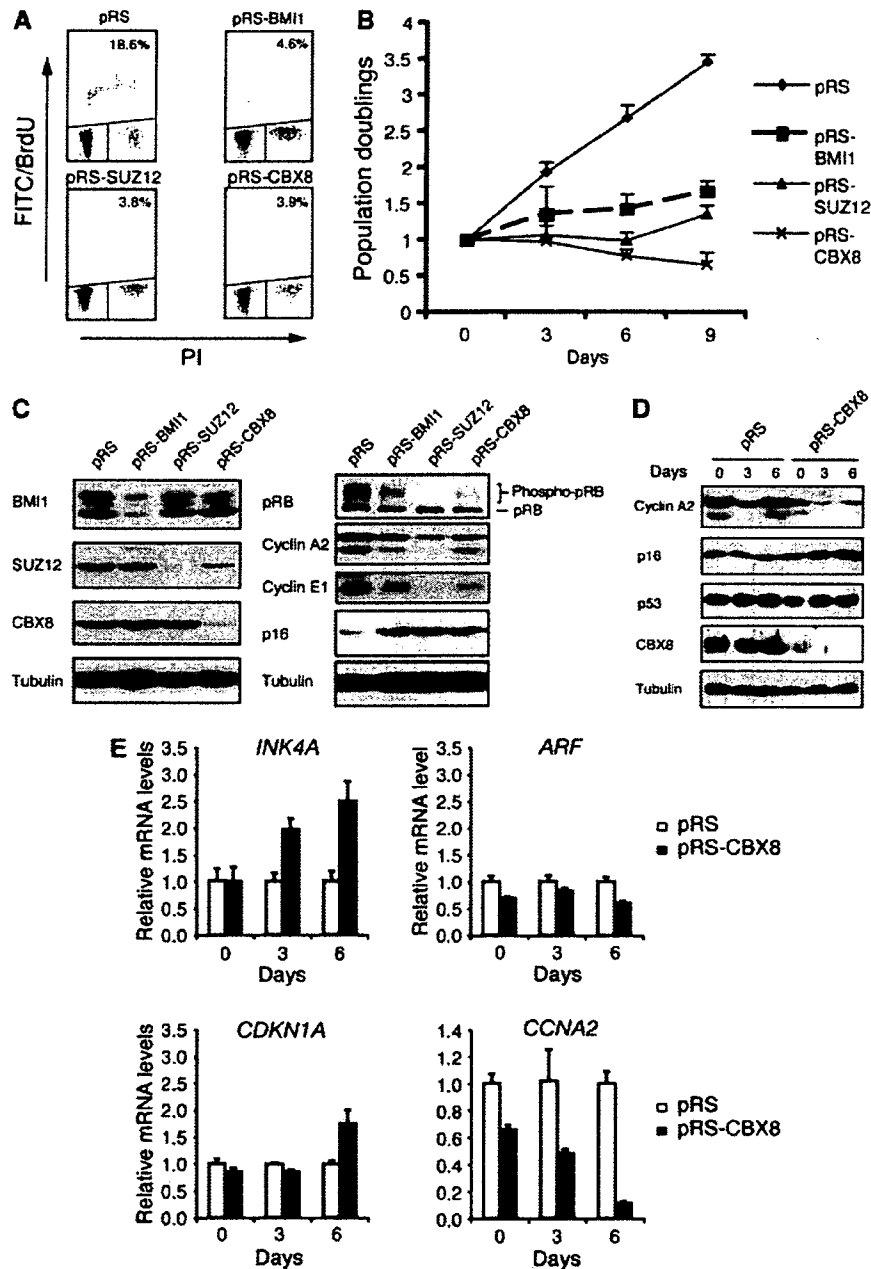 A
pRS
pRS-BMI1
18.6%
4.6%
pRS-SUZ12
pRS-CBX8
3.8%
3.9%
FITC/BrdU
PI
B
Population doublings
4
3.5
3
2.5
2
1.5
1
0.5
0
0 3 6 9
Days
pRS
pRS-
BMI1
pRS-
SUZ12
pRS-
CBX8
C
pRS
pRS-BMI1
pRS-SUZ12
pRS-CBX8
BMI1
SUZ12
CBX8
Tubulin
pRS
pRS-BMI1
pRS-SUZ12
pRS-CBX8
pRB
Phospho-pRB
pRB
Cyclin A2
Cyclin E1
p16
Tubulin
D
pRS
pRS-CBX8
Days 0 3 6 0 3 6
Cyclin A2
p16
p53
CBX8
Tubulin
E
INK4A
Relative mRNA levels
3.5
3.0
2.5
2.0
1.5
1.0
0.5
0.0
0 3 6
Days
ARF
Relative mRNA level
3.5
3.0
2.5
2.0
1.5
1.0
0.5
0.0
0 3 6
Days
pRS
pRS-CBX8
CDKN1A
Relative mRNA levels
3.5
3.0
2.5
2.0
1.5
1.0
0.5
0.0
0 3 6
Days
CCNA2
1.4
1.2
1.0
0.8
0.6
0.4
0.2
0.0
0 3 6
Days
pRS
pRS-CBX8